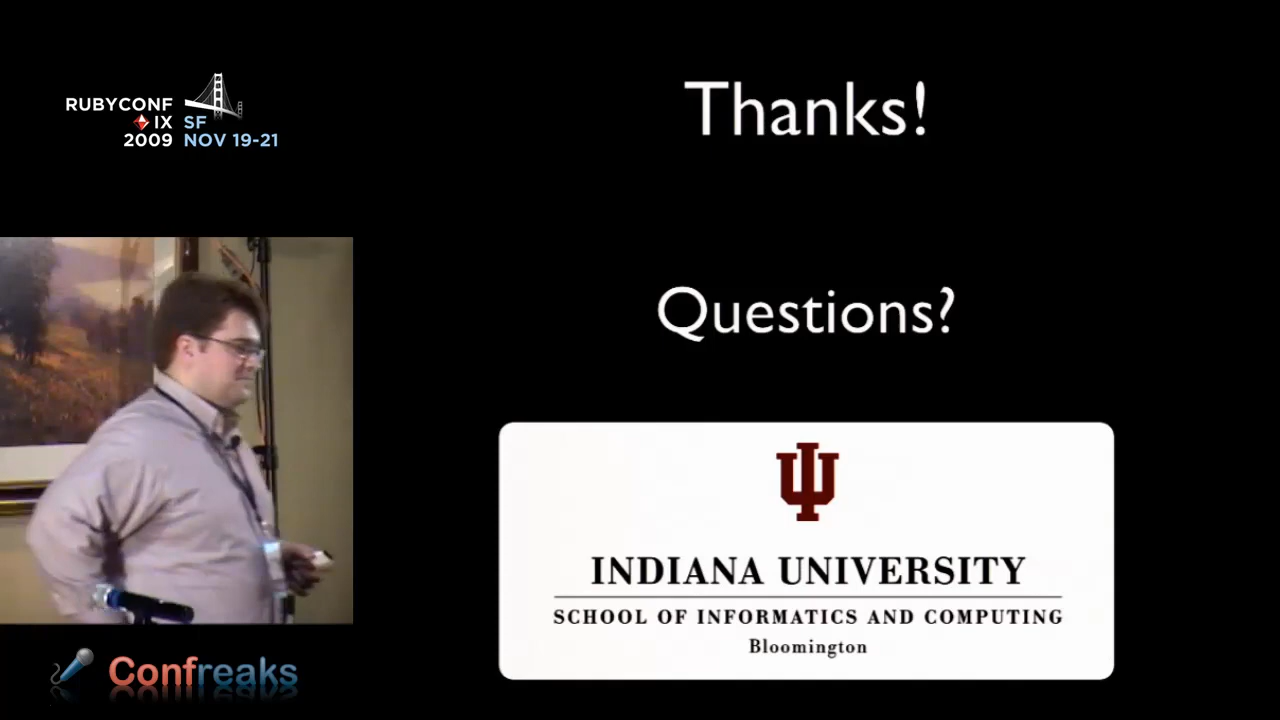 RUBYCONF
IX SF
2009 NOV 19-21
Thanks!
Questions?
INDIANA UNIVERSITY
SCHOOL OF INFORMATICS AND COMPUTING
Bloomington
Confreaks